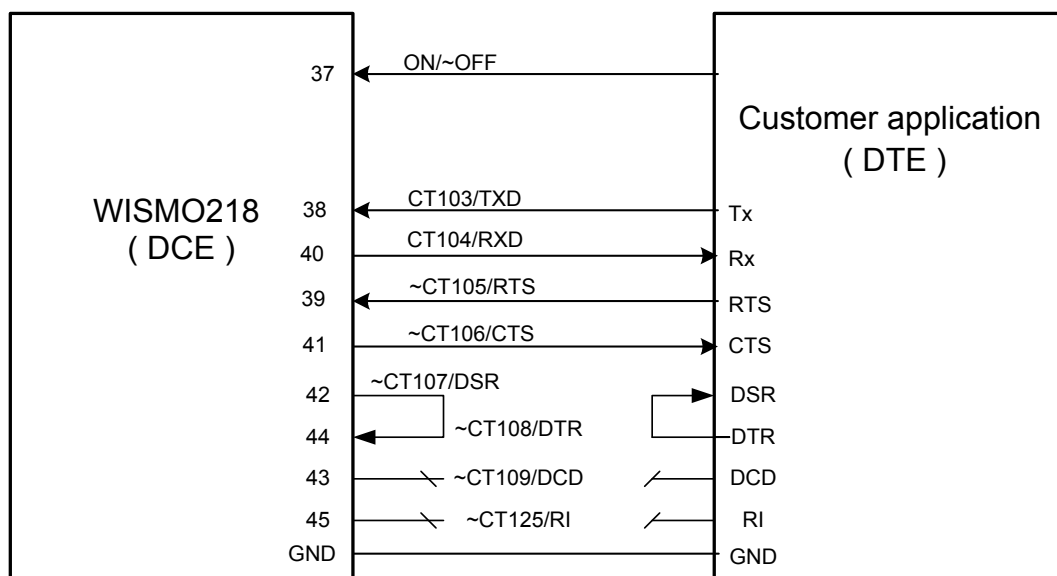 37 ON/~OFF
Customer application
( DTE )
WISMO218
( DCE )
38 CT103/TXD Tx
40 CT104/RXD Rx
39 ~CT105/RTS RTS
41 ~CT106/CTS CTS
42 ~CT107/DSR DSR
44 ~CT108/DTR DTR
43 ~CT109/DCD DCD
45 ~CT125/RI RI
GND GND